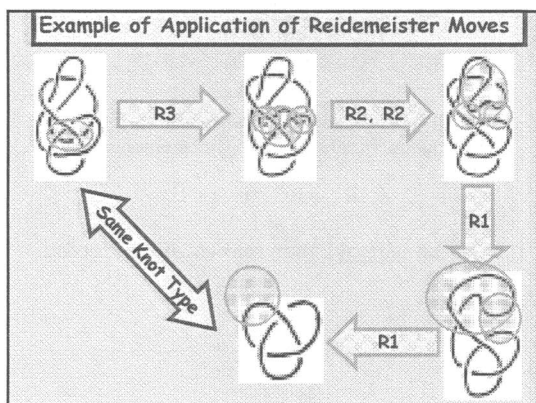 Example of Application of Reidemeister Moves
R3
R2, R2
R1
Same Knot Type
R1